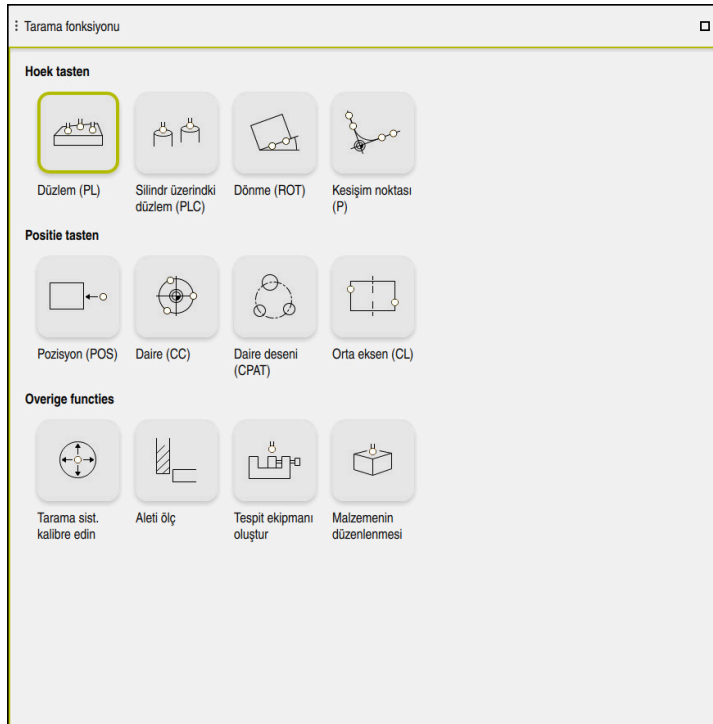 Tarama fonksiyonu
Hoek tasten
Düzlem (PL)
Silindr üzerindki
düzlem (PLC)
Dönme (ROT)
Kesişim noktası
(P)
Positie tasten
Pozisyon (POS)
Daire (CC)
Daire deseni
(CPAT)
Orta eksen (CL)
Overige functies
Tarama sist.
kalibre edin
Aleti ölç
Tespit ekipmanı
oluştur
Malzemenin
düzenlenmesi